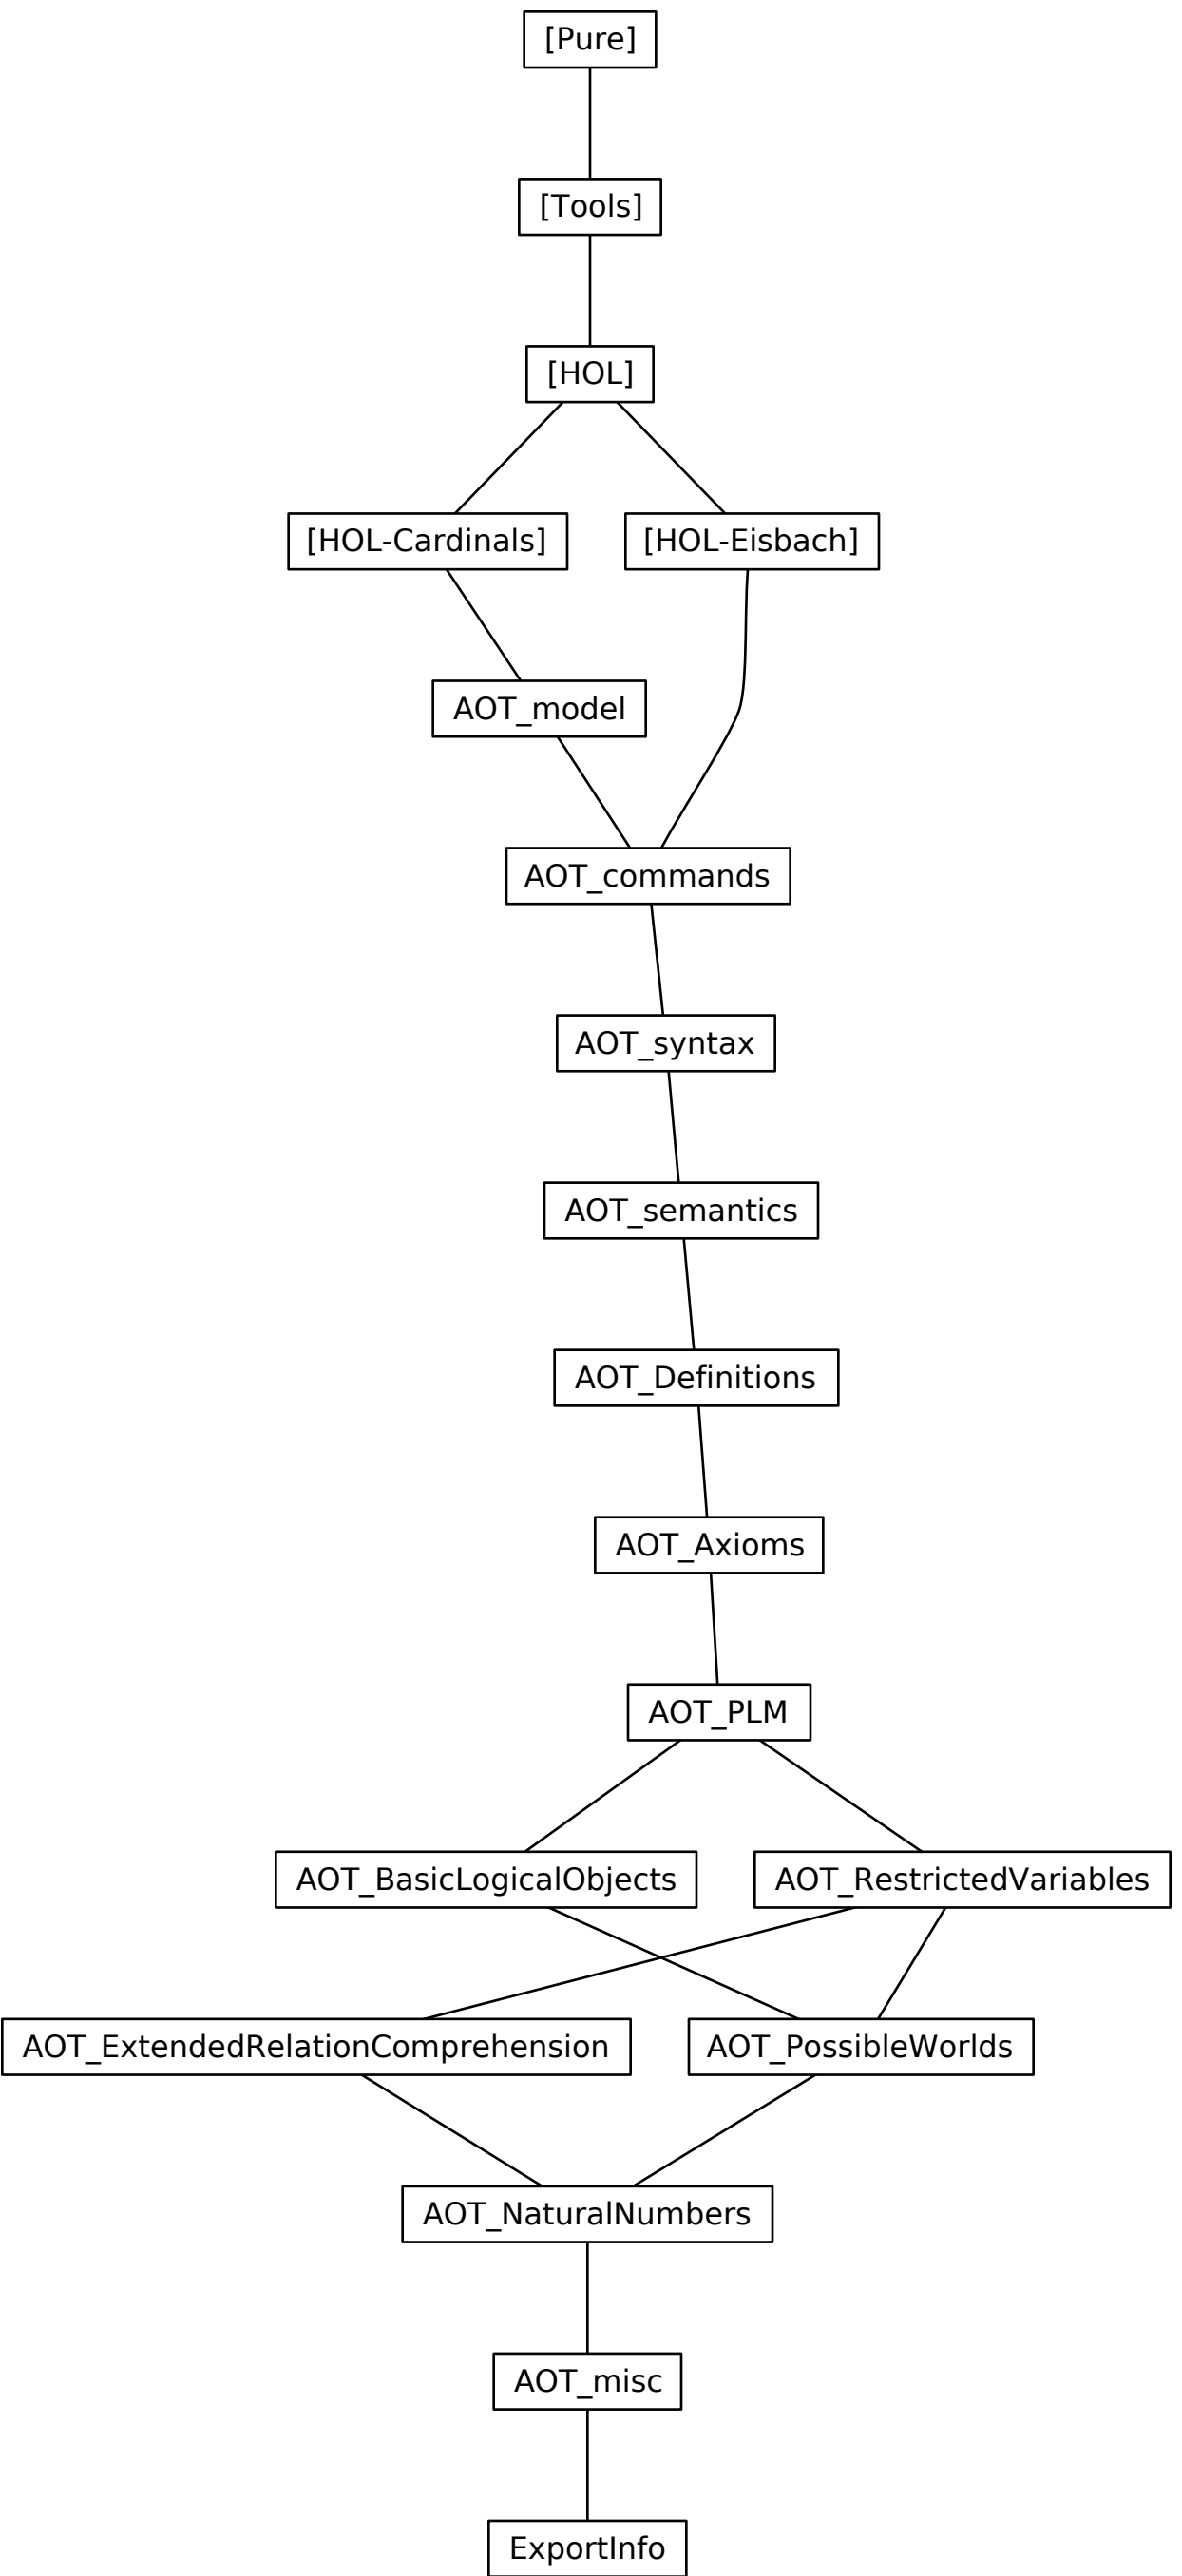 [Pure]
[Tools]
[HOL]
[HOL-Cardinals]
[HOL-Eisbach]
AOT_model
AOT_commands
AOT_syntax
AOT_semantics
AOT_Definitions
AOT_Axioms
AOT_PLM
AOT_BasicLogicalObjects
AOT_RestrictedVariables
AOT_ExtendedRelationComprehension
AOT_PossibleWorlds
AOT_NaturalNumbers
AOT_misc
ExportInfo